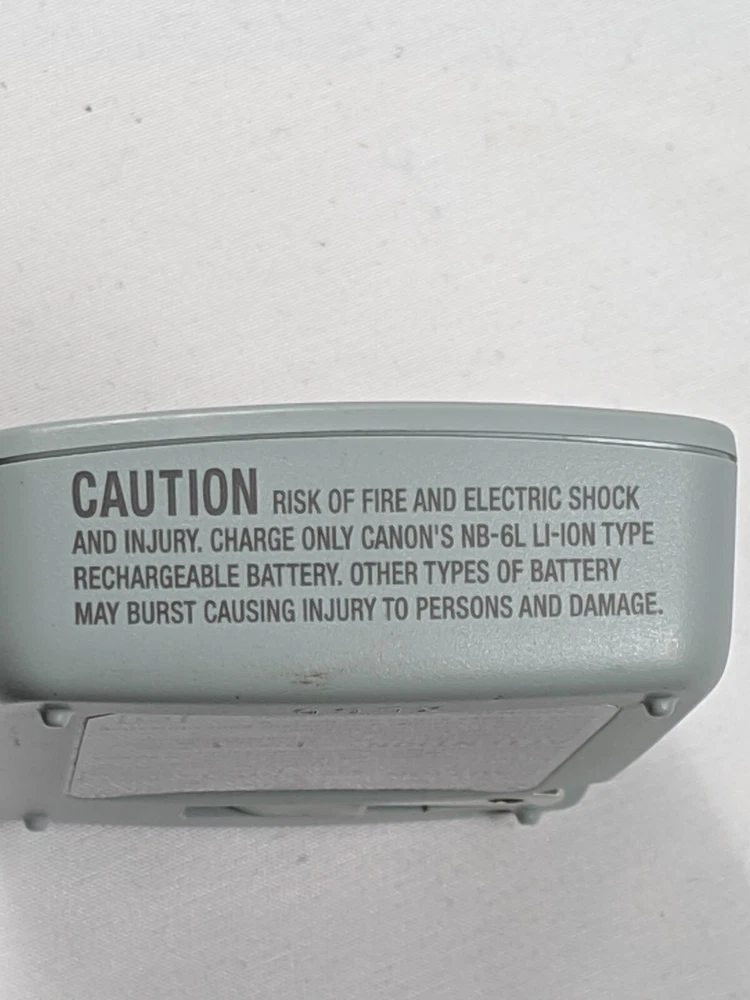 CAUTION RISK OF FIRE AND ELECTRIC SHOCK
AND INJURY. CHARGE ONLY CANON'S NB-6L LI-ION TYPE
RECHARGEABLE BATTERY. OTHER TYPES OF BATTERY
MAY BURST CAUSING INJURY TO PERSONS AND DAMAGE.